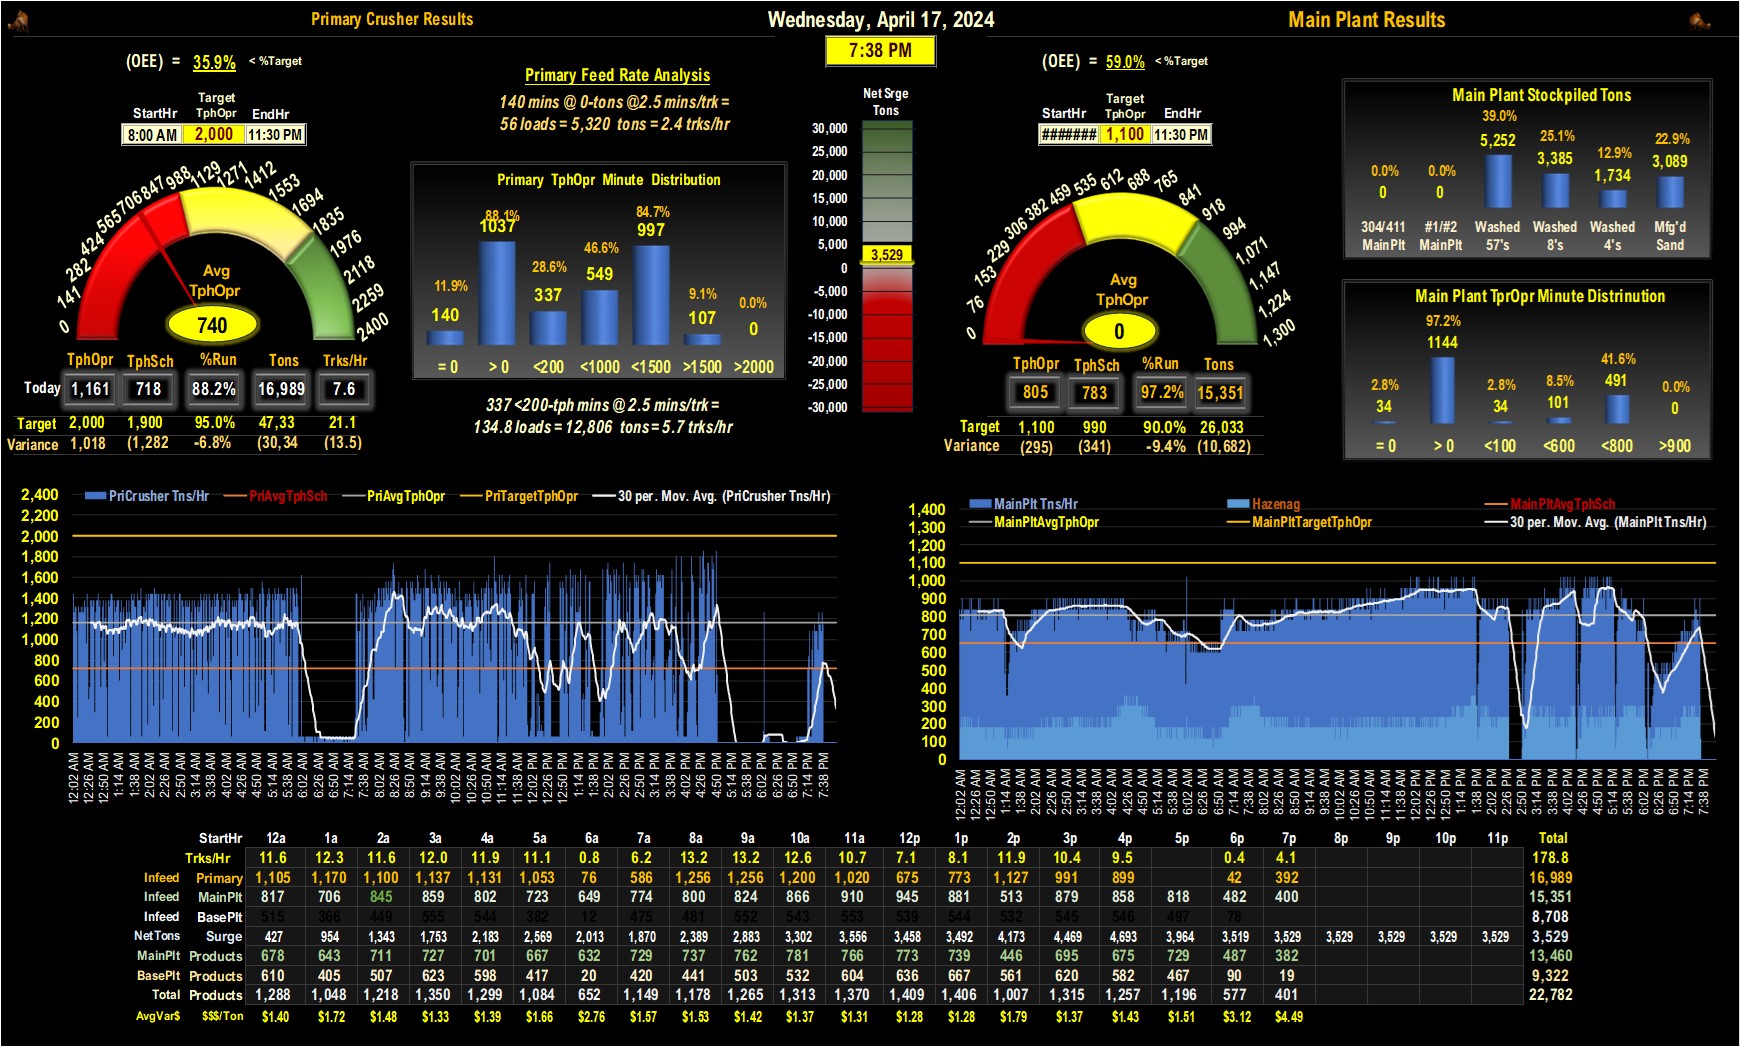 Primary Crusher Results
Wednesday, April 17, 2024
Main Plant Results
7:38 PM
(OEE) = 35.9% < %Target
StartHr Target TphOpr EndHr
8:00 AM 2,000 11:30 PM
0 141 282 424 565 706 847 988 1129 1271 1412 1553 1694 1835 1976 2118 2259 2400
Avg
TphOpr
740
TphOpr TphSch %Run Tons Trks/Hr
Today 1,161 718 88.2% 16,989 7.6
Target 2,000 1,900 95.0% 47,33 21.1
Variance 1,018 (1,282 -6.8% (30,34 (13.5)
Primary Feed Rate Analysis
140 mins @ 0-tons @2.5 mins/trk =
56 loads = 5,320 tons = 2.4 trks/hr
Primary TphOpr Minute Distribution
11.9% 88.1% 28.6% 46.6% 84.7% 9.1% 0.0%
140 1037 337 549 997 107 0
= 0 > 0 <200 <1000 <1500 >1500 >2000
337 <200-tph mins @ 2.5 mins/trk =
134.8 loads = 12,806 tons = 5.7 trks/hr
Net Srge
Tons
30,000
25,000
20,000
15,000
10,000
5,000
3,529
0
-5,000
-10,000
-15,000
-20,000
-25,000
-30,000
(OEE) = 59.0% < %Target
StartHr Target TphOpr EndHr
####### 1,100 11:30 PM
0 76 153 229 306 382 459 535 612 688 765 841 918 994 1,071 1,147 1,224 1,300
Avg
TphOpr
0
TphOpr TphSch %Run Tons
805 783 97.2% 15,351
Target 1,100 990 90.0% 26,033
Variance (295) (341) -9.4% (10,682)
Main Plant Stockpiled Tons
0.0% 0.0% 39.0% 25.1% 12.9% 22.9%
0 0 5,252 3,385 1,734 3,089
304/411 #1/#2 Washed Washed Washed Mfg'd
MainPlt MainPlt 57's 8's 4's Sand
Main Plant TprOpr Minute Distrinution
2.8% 97.2% 2.8% 8.5% 41.6% 0.0%
34 1144 34 101 491 0
= 0 > 0 <100 <600 <800 >900
PriCrusher Tns/Hr PriAvgTphSch PriAvgTphOpr PriTargetTphOpr 30 per. Mov. Avg. (PriCrusher Tns/Hr)
2,400
2,200
2,000
1,800
1,600
1,400
1,200
1,000
800
600
400
200
0
12:02 AM 12:26 AM 12:50 AM 1:14 AM 1:38 AM 2:02 AM 2:26 AM 2:50 AM 3:14 AM 3:38 AM 4:02 AM 4:26 AM 4:50 AM 5:14 AM 5:38 AM 6:02 AM 6:26 AM 6:50 AM 7:14 AM 7:38 AM 8:02 AM 8:26 AM 8:50 AM 9:14 AM 9:38 AM 10:02 AM 10:26 AM 10:50 AM 11:14 AM 11:38 AM 12:02 PM 12:26 PM 12:50 PM 1:14 PM 1:38 PM 2:02 PM 2:26 PM 2:50 PM 3:14 PM 3:38 PM 4:02 PM 4:26 PM 4:50 PM 5:14 PM 5:38 PM 6:02 PM 6:26 PM 6:50 PM 7:14 PM 7:38 PM
MainPlt Tns/Hr Hazenag MainPltAvgTphSch
MainPltAvgTphOpr MainPltTargetTphOpr 30 per. Mov. Avg. (MainPlt Tns/Hr)
1,400
1,300
1,200
1,100
1,000
900
800
700
600
500
400
300
200
100
0
12:02 AM 12:26 AM 12:50 AM 1:14 AM 1:38 AM 2:02 AM 2:26 AM 2:50 AM 3:14 AM 3:38 AM 4:02 AM 4:26 AM 4:50 AM 5:14 AM 5:38 AM 6:02 AM 6:26 AM 6:50 AM 7:14 AM 7:38 AM 8:02 AM 8:26 AM 8:50 AM 9:14 AM 9:38 AM 10:02 AM 10:26 AM 10:50 AM 11:14 AM 11:38 AM 12:02 PM 12:26 PM 12:50 PM 1:14 PM 1:38 PM 2:02 PM 2:26 PM 2:50 PM 3:14 PM 3:38 PM 4:02 PM 4:26 PM 4:50 PM 5:14 PM 5:38 PM 6:02 PM 6:26 PM 6:50 PM 7:14 PM 7:38 PM
StartHr 12a 1a 2a 3a 4a 5a 6a 7a 8a 9a 10a 11a 12p 1p 2p 3p 4p 5p 6p 7p 8p 9p 10p 11p Total
Trks/Hr 11.6 12.3 11.6 12.0 11.9 11.1 0.8 6.2 13.2 13.2 12.6 10.7 7.1 8.1 11.9 10.4 9.5 0.4 4.1 178.8
Infeed Primary 1,105 1,170 1,100 1,137 1,131 1,053 76 586 1,256 1,256 1,200 1,020 675 773 1,127 991 899 42 392 16,989
Infeed MainPlt 817 706 845 859 802 723 649 774 800 824 866 910 945 881 513 879 858 818 482 400 15,351
Infeed BasePlt 515 366 449 555 544 382 12 475 481 552 543 553 539 544 532 545 546 497 78 8,708
NetTons Surge 427 954 1,343 1,753 2,183 2,569 2,013 1,870 2,389 2,883 3,302 3,556 3,458 3,492 4,173 4,469 4,693 3,964 3,519 3,529 3,529 3,529 3,529 3,529 3,529
MainPlt Products 678 643 711 727 701 667 632 729 737 762 781 766 773 739 446 695 675 729 487 382 13,460
BasePlt Products 610 405 507 623 598 417 20 420 441 503 532 604 636 667 561 620 582 467 90 19 9,322
Total Products 1,288 1,048 1,218 1,350 1,299 1,084 652 1,149 1,178 1,265 1,313 1,370 1,409 1,406 1,007 1,315 1,257 1,196 577 401 22,782
AvgVar$ $$$/Ton $1.40 $1.72 $1.48 $1.33 $1.39 $1.66 $2.76 $1.57 $1.53 $1.42 $1.37 $1.31 $1.28 $1.28 $1.79 $1.37 $1.43 $1.51 $3.12 $4.49